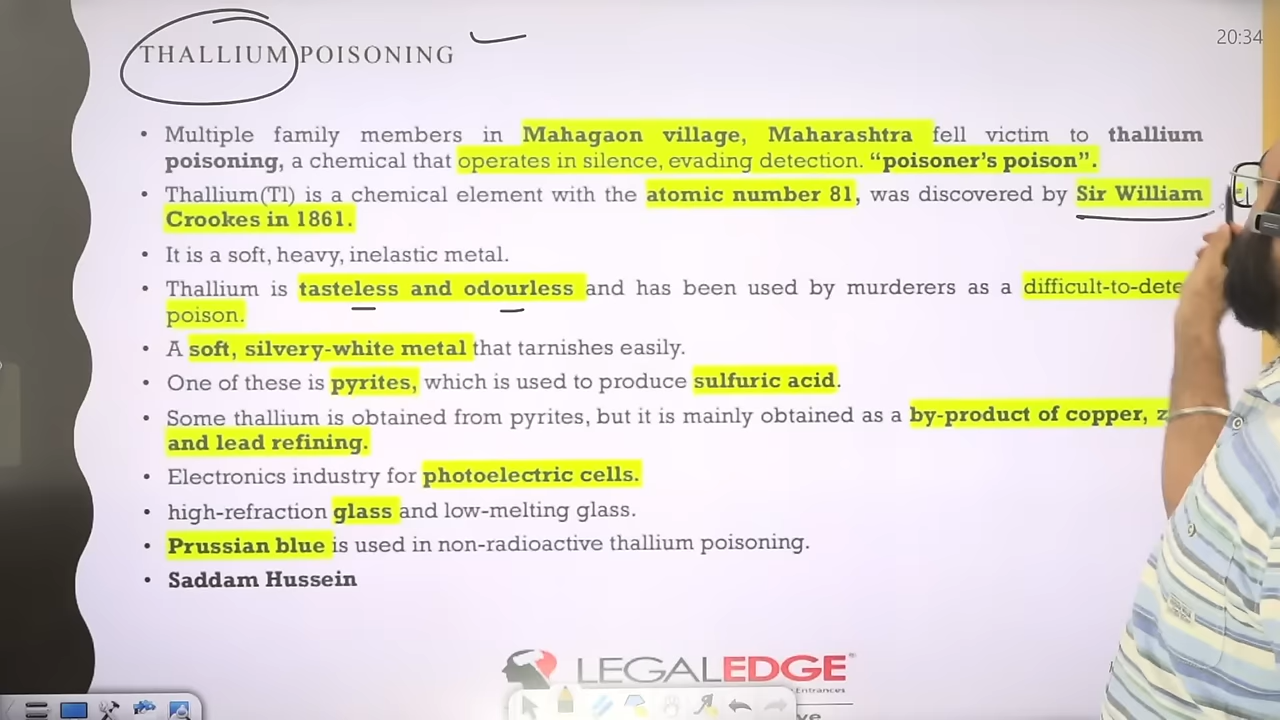 20:34
THALLIUM POISONING
• Multiple family members in Mahagaon village, Maharashtra fell victim to thallium
poisoning, a chemical that operates in silence, evading detection. “poisoner’s poison”.
• Thallium(Tl) is a chemical element with the atomic number 81, was discovered by Sir William
Crookes in 1861.
• It is a soft, heavy, inelastic metal.
• Thallium is tasteless and odourless and has been used by murderers as a difficult-to-dete
poison.
• A soft, silvery-white metal that tarnishes easily.
• One of these is pyrites, which is used to produce sulfuric acid.
• Some thallium is obtained from pyrites, but it is mainly obtained as a by-product of copper, z
and lead refining.
• Electronics industry for photoelectric cells.
• high-refraction glass and low-melting glass.
• Prussian blue is used in non-radioactive thallium poisoning.
• Saddam Hussein
LEGALEDGE
Entrances